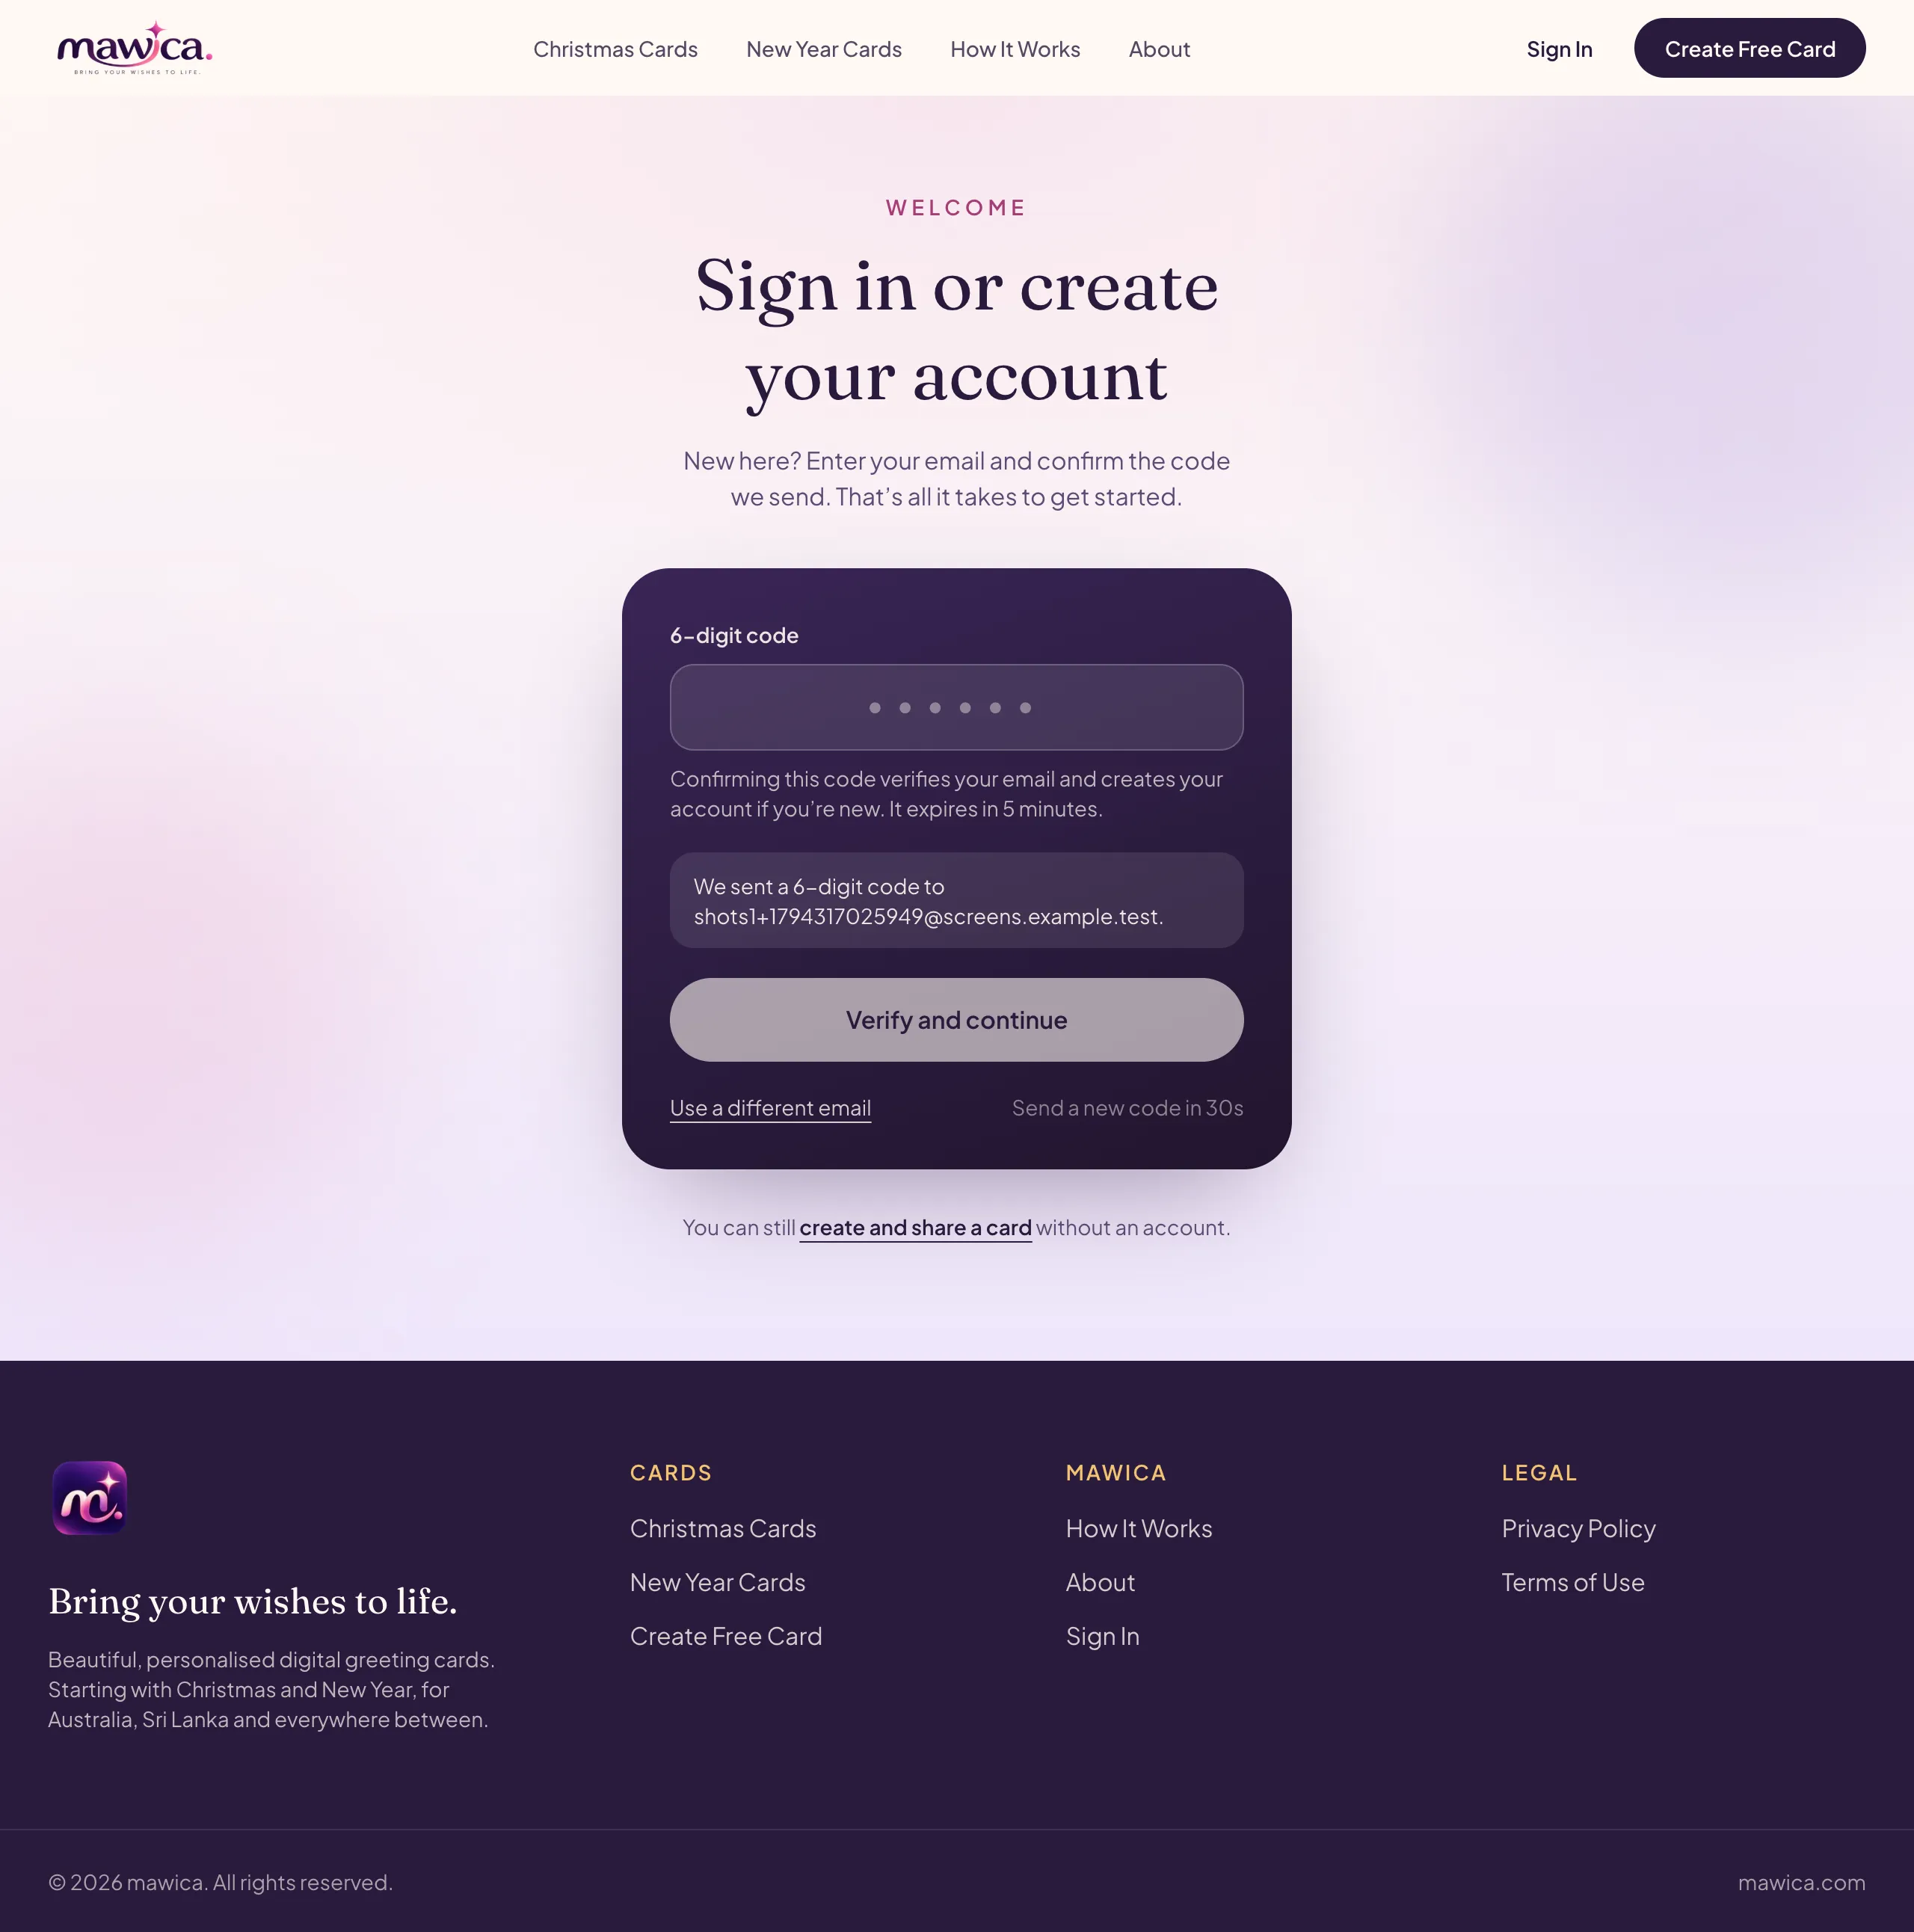 mawica.
BRING YOUR WISHES TO LIFE.
Christmas Cards
New Year Cards
How It Works
About
Sign In
Create Free Card
WELCOME
Sign in or create
your account
New here? Enter your email and confirm the code
we send. That’s all it takes to get started.
6-digit code
Confirming this code verifies your email and creates your
account if you’re new. It expires in 5 minutes.
We sent a 6-digit code to
shots1+1794317025949@screens.example.test.
Verify and continue
Use a different email
Send a new code in 30s
You can still create and share a card without an account.
m.
Bring your wishes to life.
Beautiful, personalised digital greeting cards.
Starting with Christmas and New Year, for
Australia, Sri Lanka and everywhere between.
CARDS
Christmas Cards
New Year Cards
Create Free Card
MAWICA
How It Works
About
Sign In
LEGAL
Privacy Policy
Terms of Use
© 2026 mawica. All rights reserved.
mawica.com